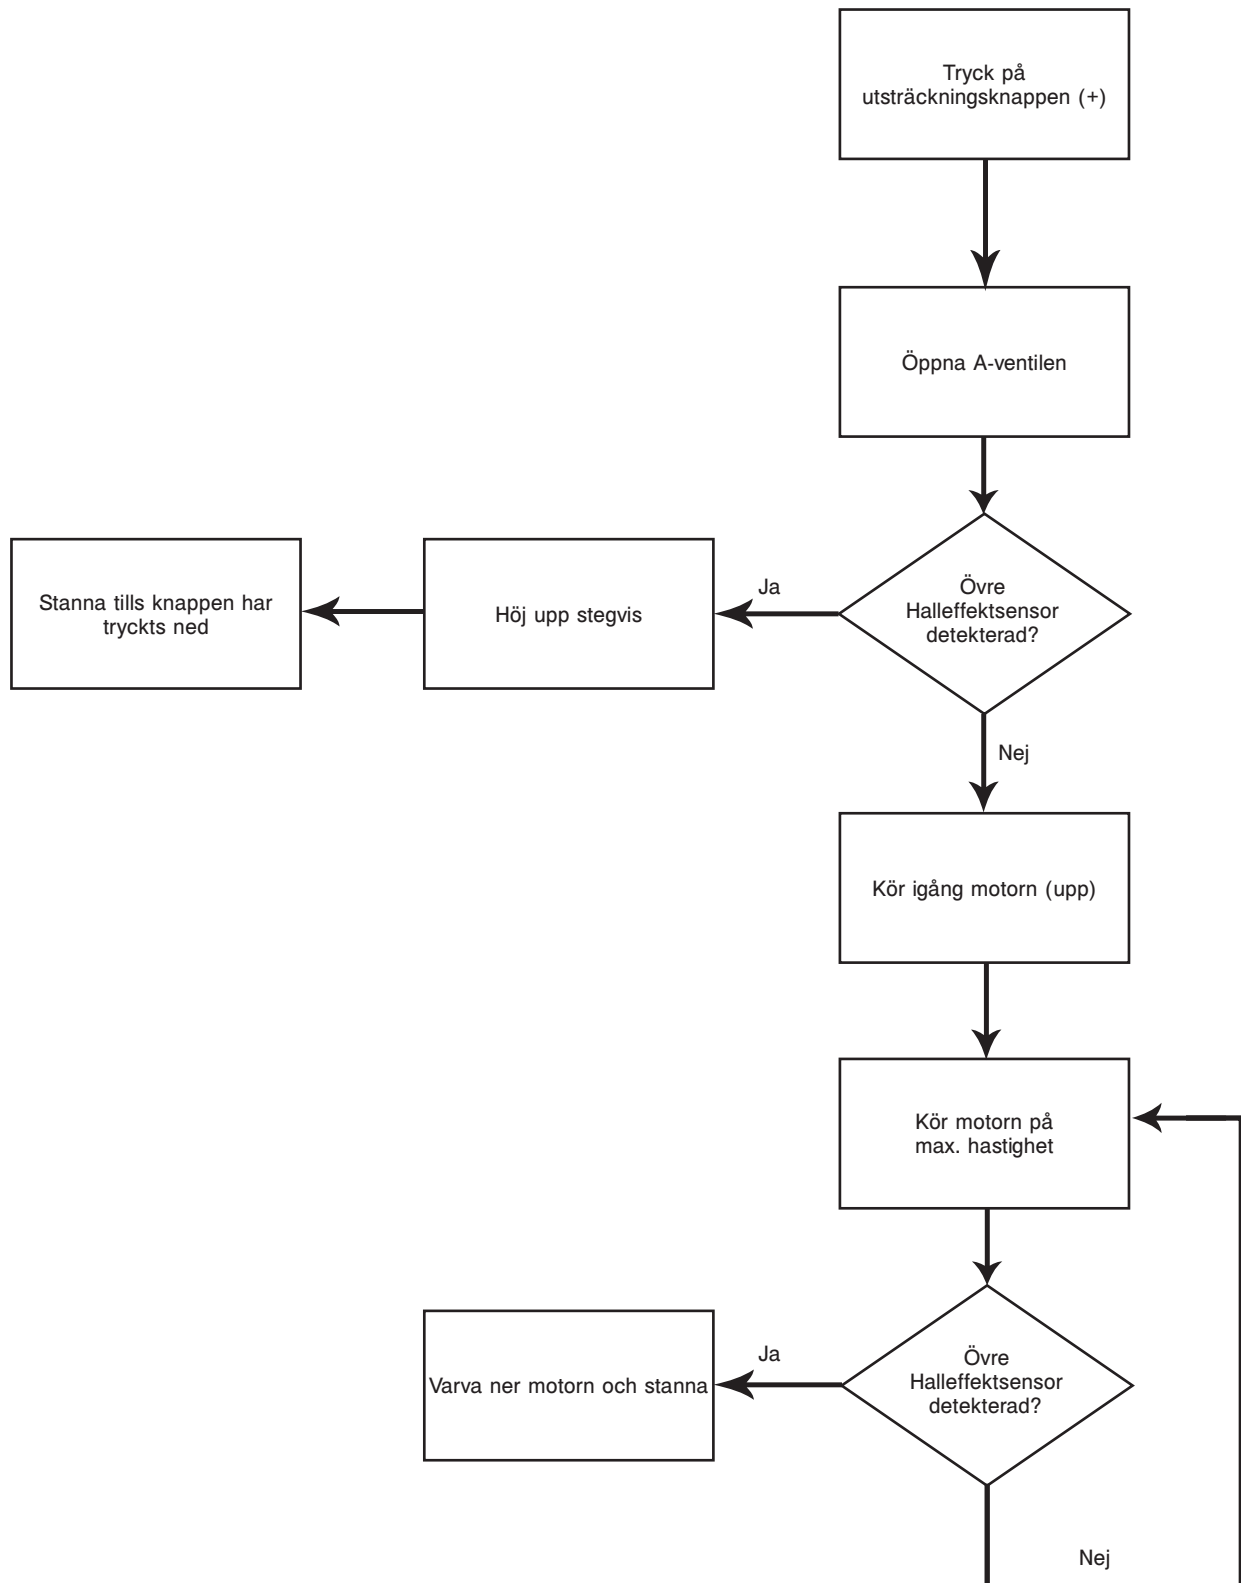 Tryck på
utsträckningsknappen (+)
Öppna A-ventilen
Övre
Halleffektsensor
detekterad?
Ja
Höj upp stegvis
Stanna tills knappen har
tryckts ned
Nej
Kör igång motorn (upp)
Kör motorn på
max. hastighet
Övre
Halleffektsensor
detekterad?
Ja
Varva ner motorn och stanna
Nej